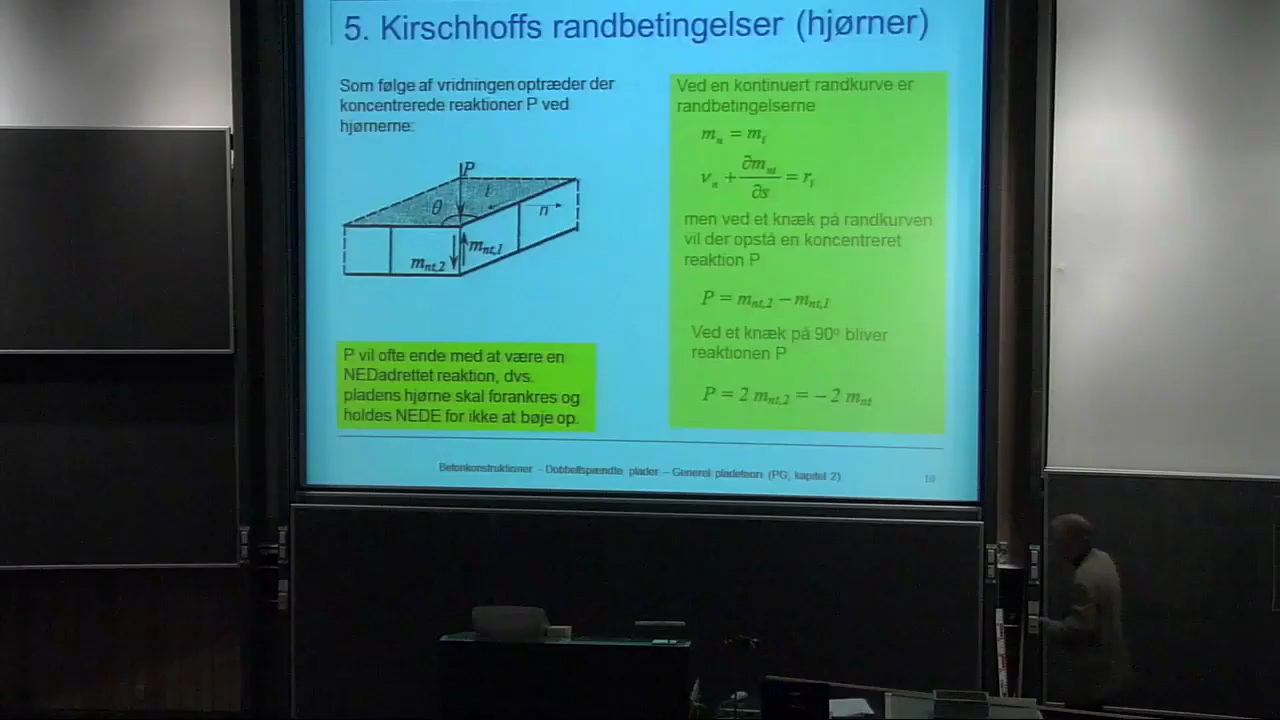 5. Kirschhoffs randbetingelser (hjørner)
Som følge af vridningen optræder der
koncentrerede reaktioner P ved
hjørnerne:
P
t
θ
n
m_nt,1
m_nt,2
P vil ofte ende med at være en
NEDadrettet reaktion, dvs.
pladens hjørne skal forankres og
holdes NEDE for ikke at bøje op.
Ved en kontinuert randkurve er
randbetingelserne
m_n = m_i
v_n + ∂m_nt/∂s = r_i
men ved et knæk på randkurven
vil der opstå en koncentreret
reaktion P
P = m_nt,2 − m_nt,1
Ved et knæk på 90º bliver
reaktionen P
P = 2 m_nt,2 = − 2 m_nt
Betonkonstruktioner - Dobbeltspændte plader – Generel pladeteori (PG, kapitel 2)
10